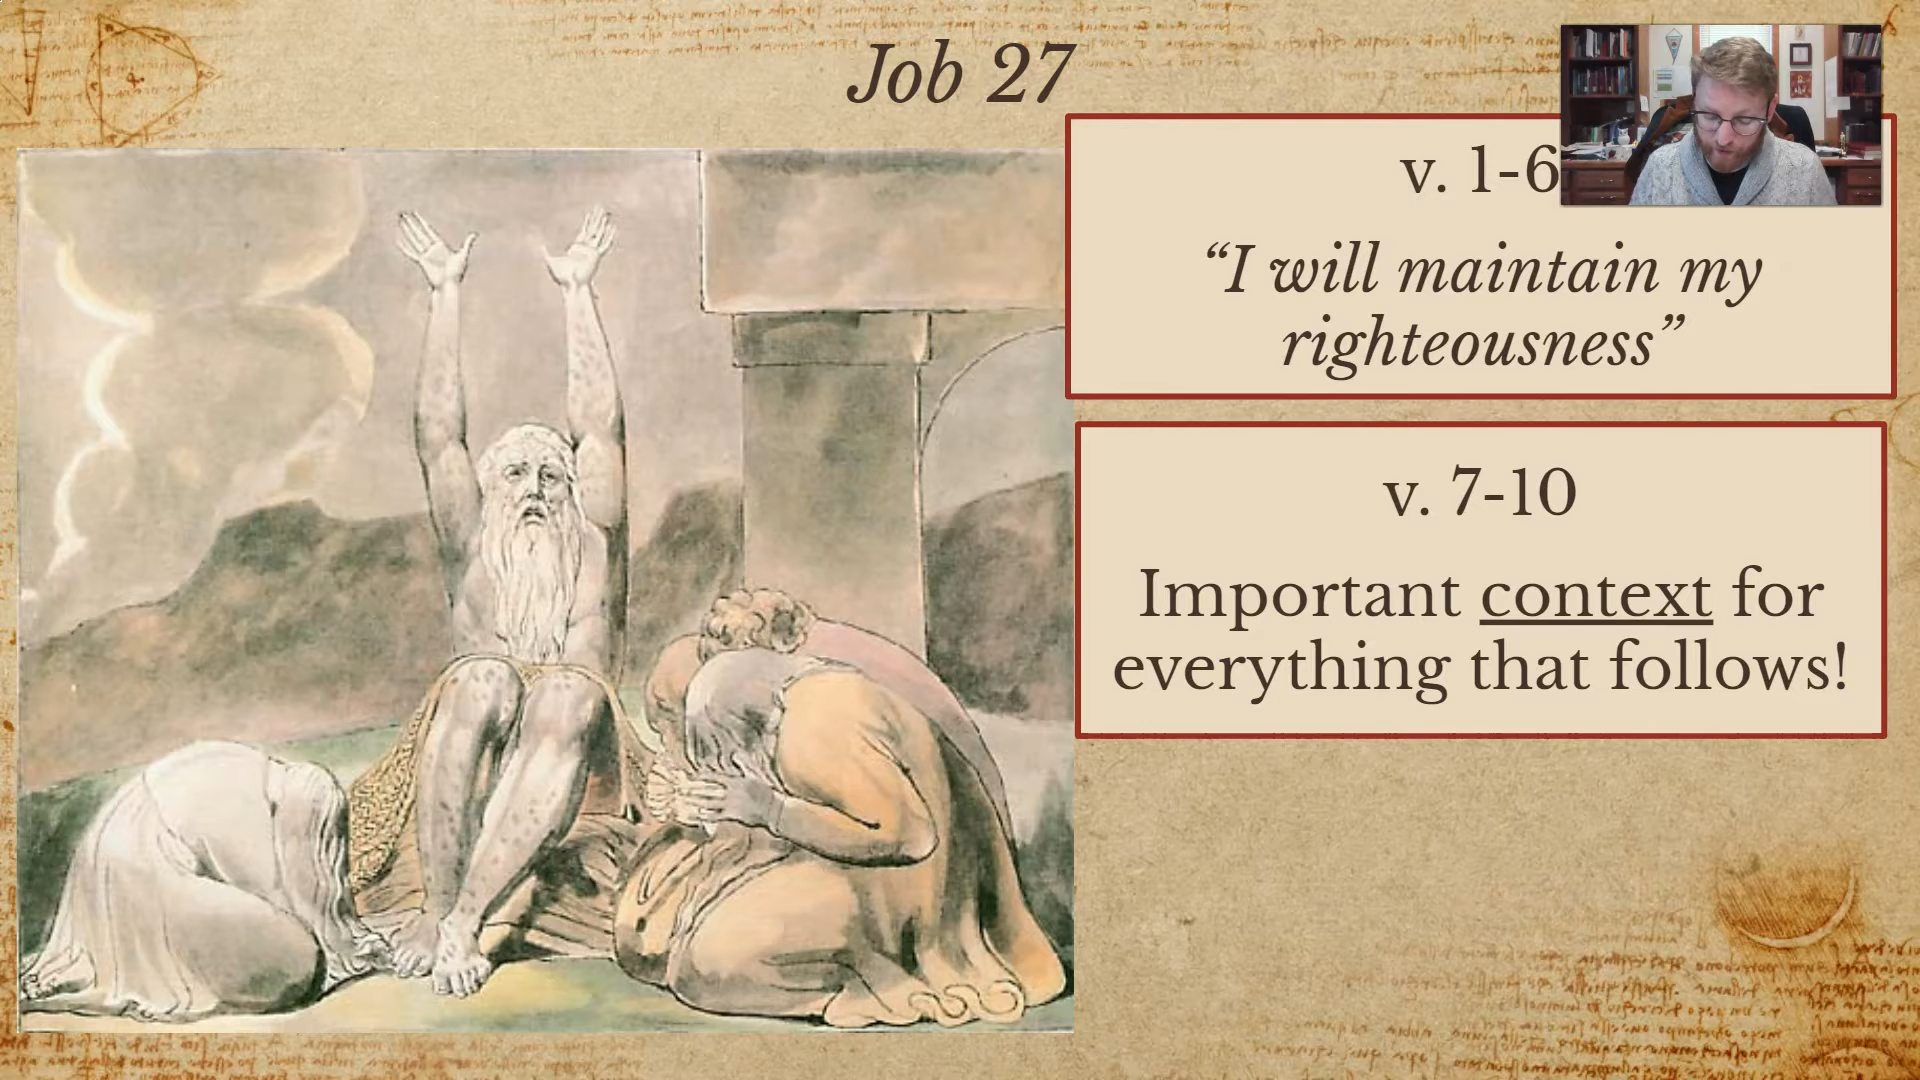 Job 27
v. 1-6
“I will maintain my
righteousness”
v. 7-10
Important context for
everything that follows!